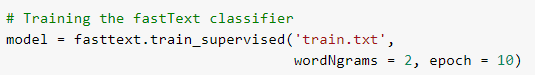 # Training the fastText classifier
model = fasttext.train_supervised('train.txt',
wordNgrams = 2, epoch = 10)